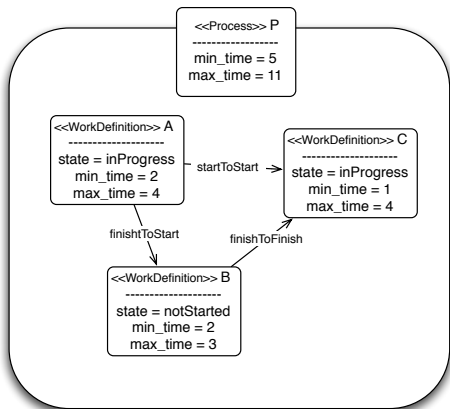 <<Process>> P
------------------
min_time = 5
max_time = 11
<<WorkDefinition>> A
--------------------
state = inProgress
min_time = 2
max_time = 4
startToStart
<<WorkDefinition>> C
--------------------
state = inProgress
min_time = 1
max_time = 4
finishtToStart
finishToFinish
<<WorkDefinition>> B
--------------------
state = notStarted
min_time = 2
max_time = 3